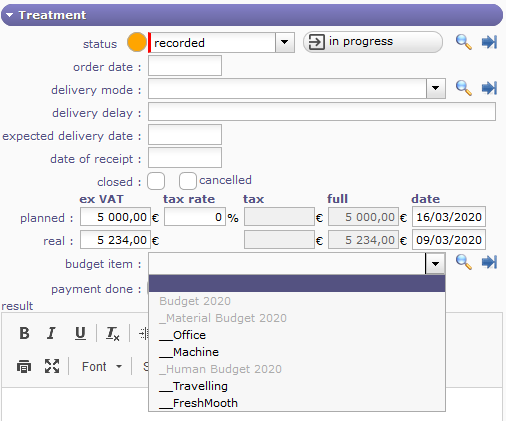 Treatment
status recorded in progress
order date :
delivery mode :
delivery delay :
expected delivery date :
date of receipt :
closed : cancelled
ex VAT tax rate tax full date
planned : 5 000,00 € 0 % € 5 000,00 € 16/03/2020
real : 5 234,00 € € 5 234,00 € 09/03/2020
budget item :
payment done :
Budget 2020
result
_Material Budget 2020
__Office
B I U Ix
__Machine
_Human Budget 2020
Font
__Travelling
__FreshMooth